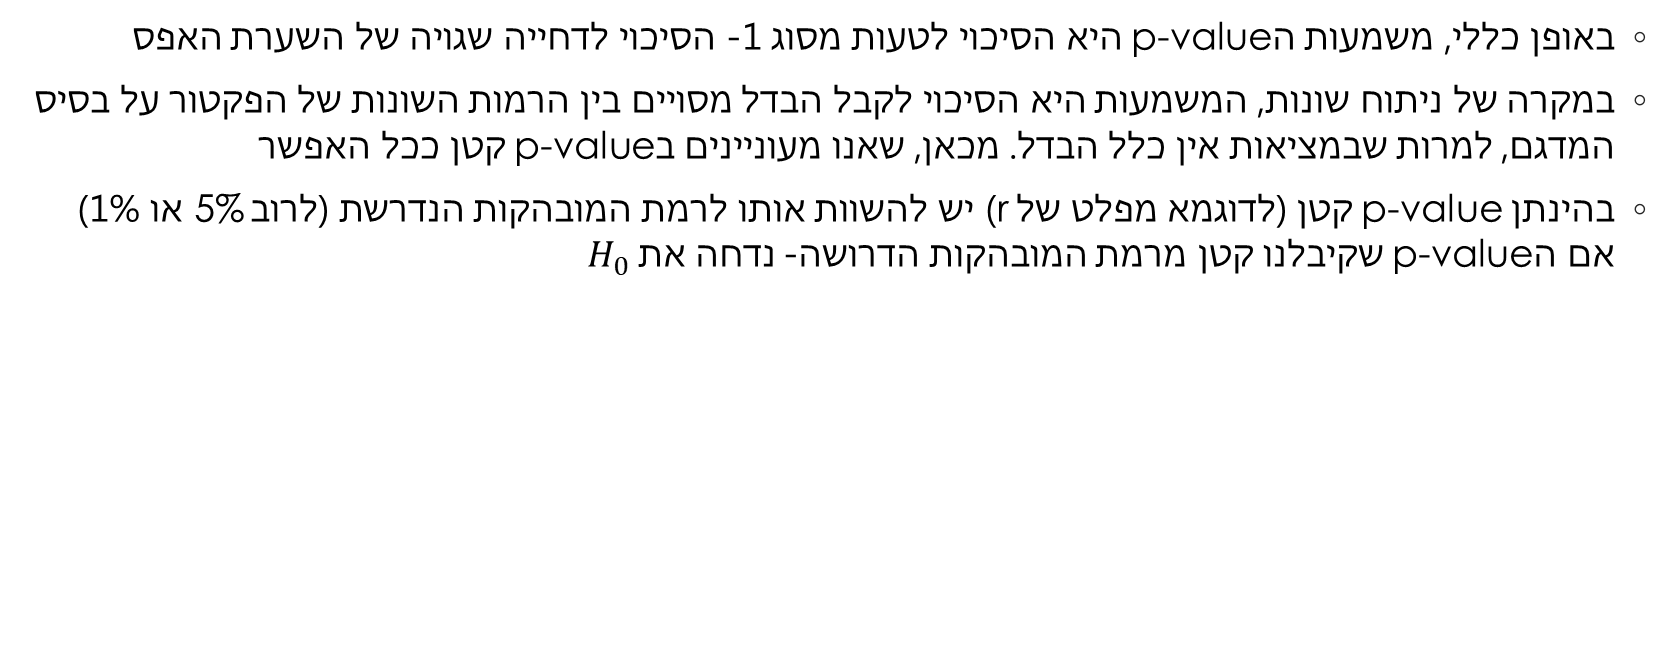 ◦ באופן כללי, משמעות הp-value היא הסיכוי לטעות מסוג 1- הסיכוי לדחייה שגויה של השערת האפס
◦ במקרה של ניתוח שונות, המשמעות היא הסיכוי לקבל הבדל מסויים בין הרמות השונות של הפקטור על בסיס
המדגם, למרות שבמציאות אין כלל הבדל. מכאן, שאנו מעוניינים בp-value קטן ככל האפשר
◦ בהינתן p-value קטן (לדוגמא מפלט של r) יש להשוות אותו לרמת המובהקות הנדרשת (לרוב 5% או 1%)
אם הp-value שקיבלנו קטן מרמת המובהקות הדרושה- נדחה את H₀